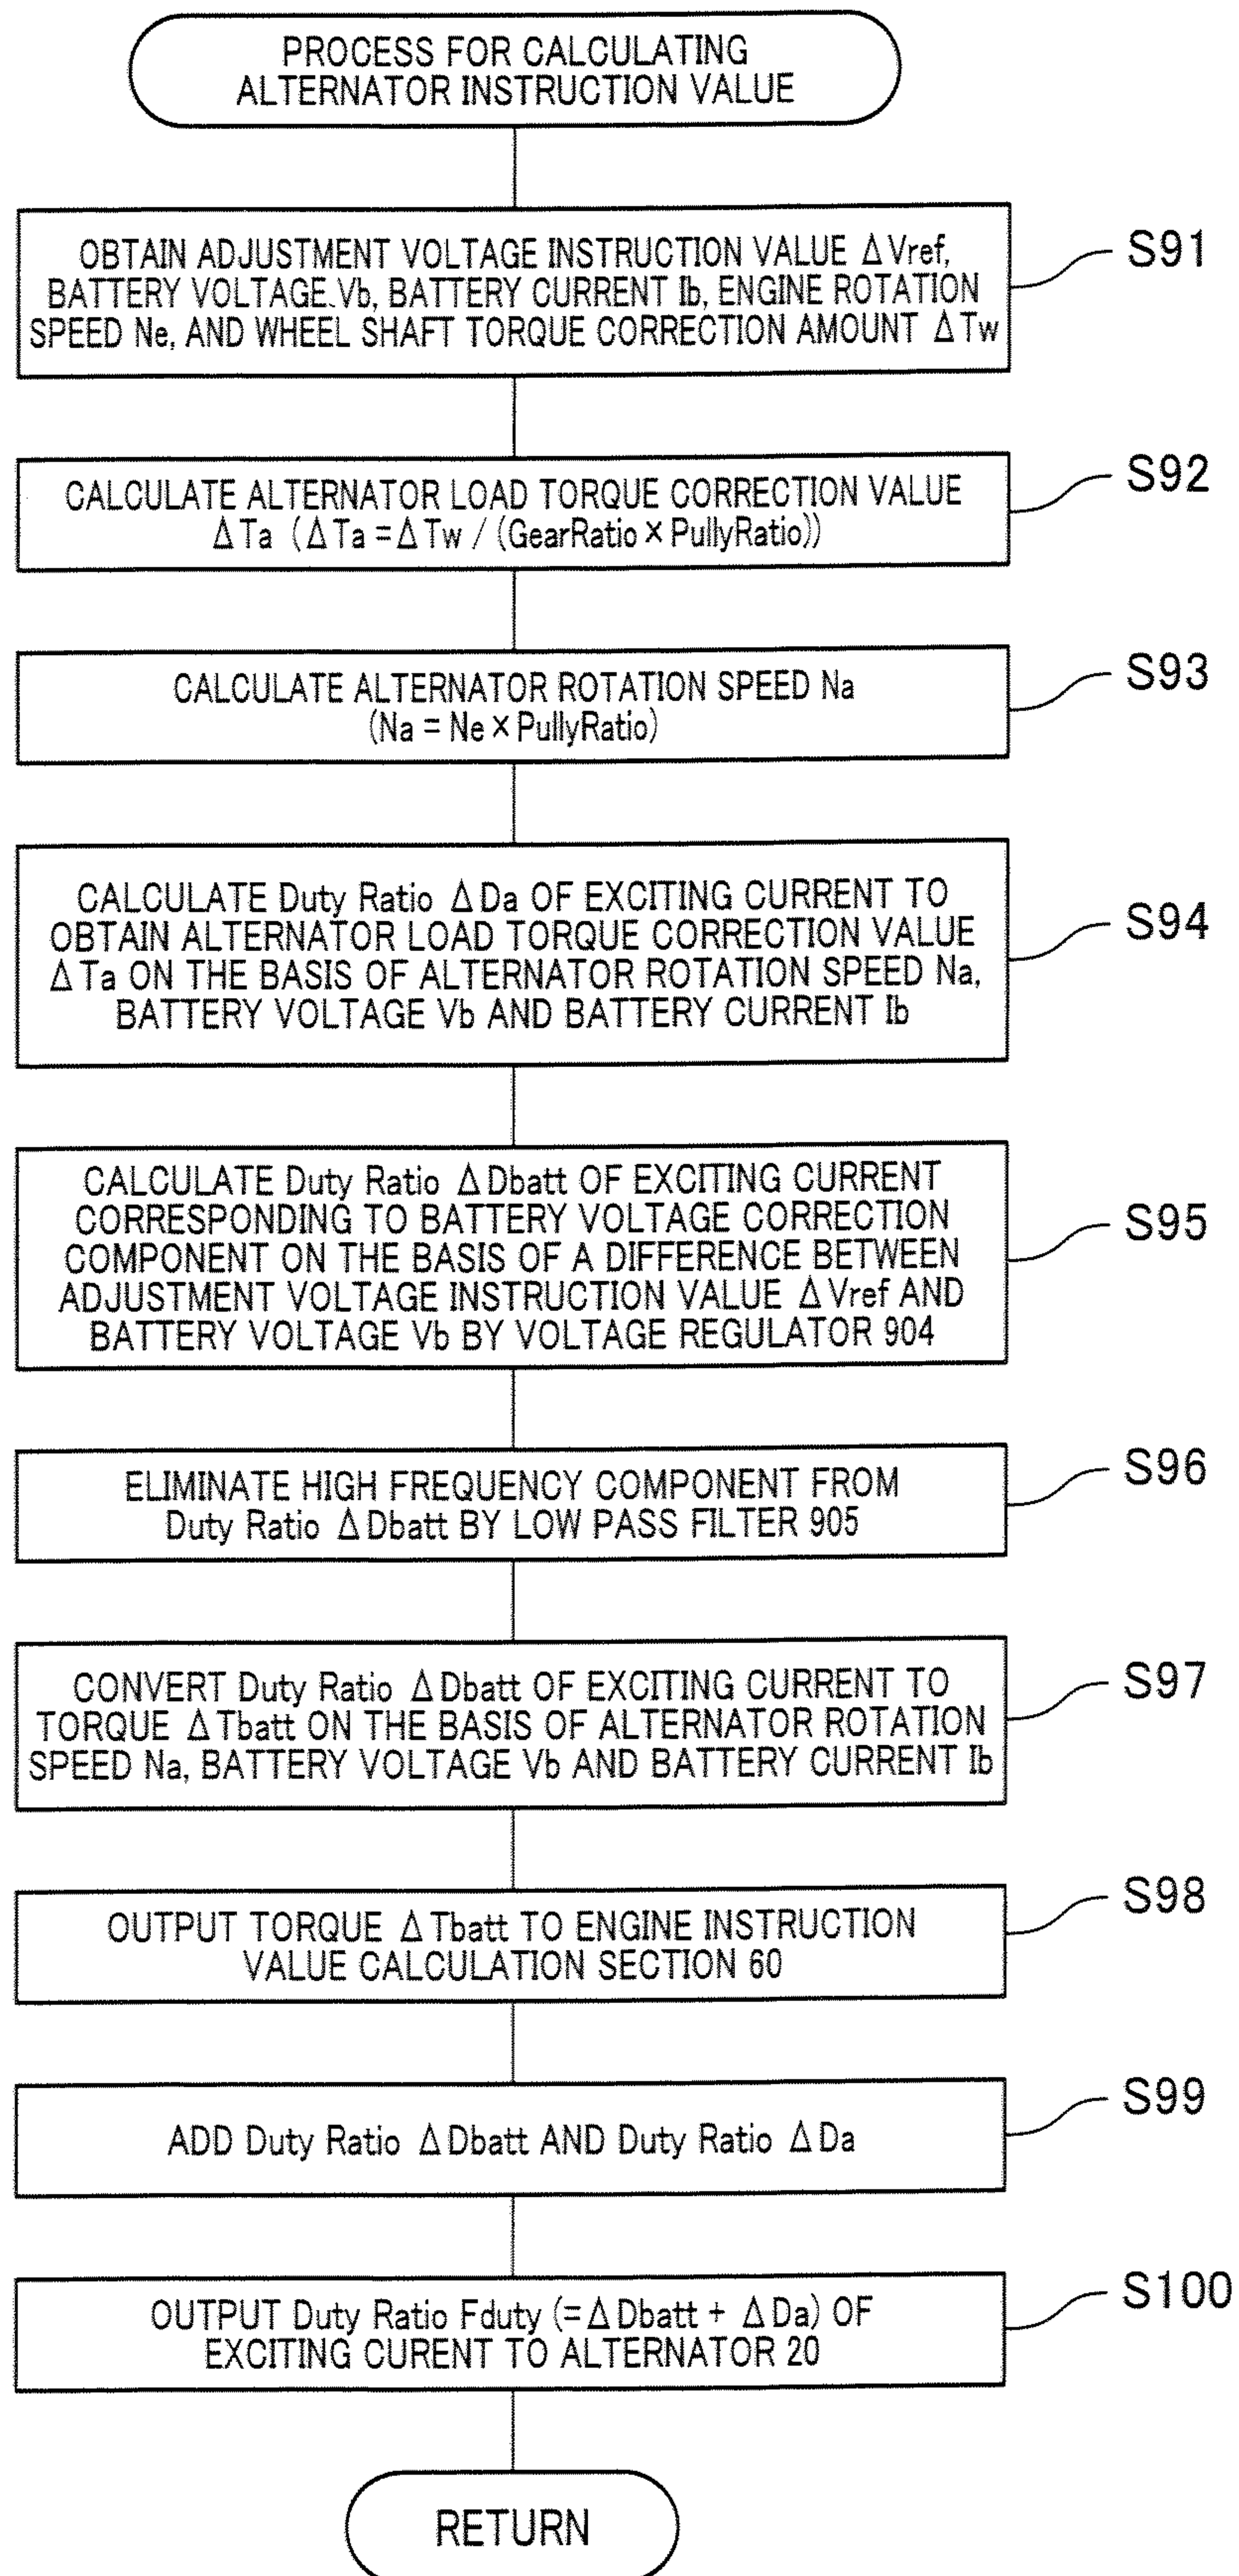 PROCESS FOR CALCULATING
ALTERNATOR INSTRUCTION VALUE
OBTAIN ADJUSTMENT VOLTAGE INSTRUCTION VALUE ΔVref,
BATTERY VOLTAGE Vb, BATTERY CURRENT Ib, ENGINE ROTATION
SPEED Ne, AND WHEEL SHAFT TORQUE CORRECTION AMOUNT ΔTw
S91
CALCULATE ALTERNATOR LOAD TORQUE CORRECTION VALUE
ΔTa (ΔTa = ΔTw / (GearRatio × PullyRatio))
S92
CALCULATE ALTERNATOR ROTATION SPEED Na
(Na = Ne × PullyRatio)
S93
CALCULATE Duty Ratio ΔDa OF EXCITING CURRENT TO
OBTAIN ALTERNATOR LOAD TORQUE CORRECTION VALUE
ΔTa ON THE BASIS OF ALTERNATOR ROTATION SPEED Na,
BATTERY VOLTAGE Vb AND BATTERY CURRENT Ib
S94
CALCULATE Duty Ratio ΔDbatt OF EXCITING CURRENT
CORRESPONDING TO BATTERY VOLTAGE CORRECTION
COMPONENT ON THE BASIS OF A DIFFERENCE BETWEEN
ADJUSTMENT VOLTAGE INSTRUCTION VALUE ΔVref AND
BATTERY VOLTAGE Vb BY VOLTAGE REGULATOR 904
S95
ELIMINATE HIGH FREQUENCY COMPONENT FROM
Duty Ratio ΔDbatt BY LOW PASS FILTER 905
S96
CONVERT Duty Ratio ΔDbatt OF EXCITING CURRENT TO
TORQUE ΔTbatt ON THE BASIS OF ALTERNATOR ROTATION
SPEED Na, BATTERY VOLTAGE Vb AND BATTERY CURRENT Ib
S97
OUTPUT TORQUE ΔTbatt TO ENGINE INSTRUCTION
VALUE CALCULATION SECTION 60
S98
ADD Duty Ratio ΔDbatt AND Duty Ratio ΔDa
S99
OUTPUT Duty Ratio Fduty (=ΔDbatt + ΔDa) OF
EXCITING CURENT TO ALTERNATOR 20
S100
RETURN